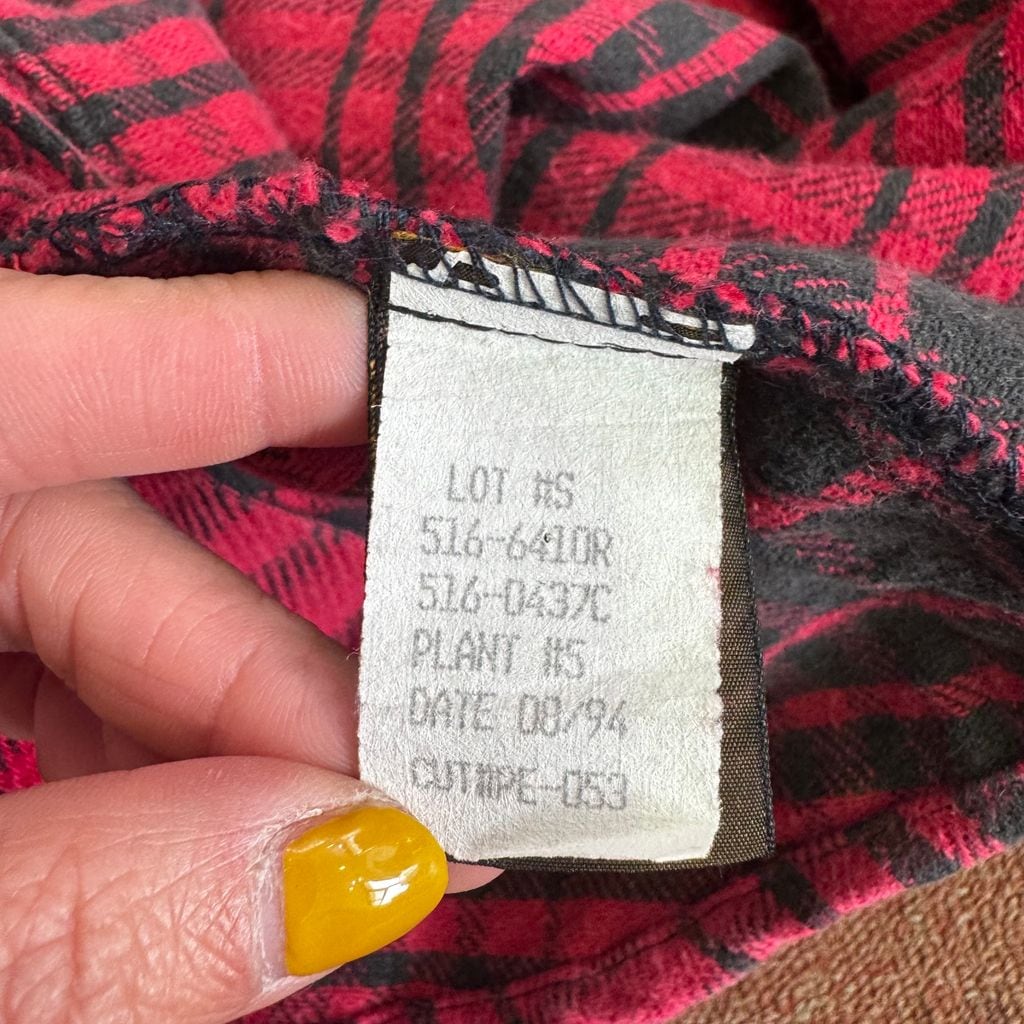 LOT #S
516-6410R
516-0437C
PLANT #5
DATE 08/94
CUT#PE-053